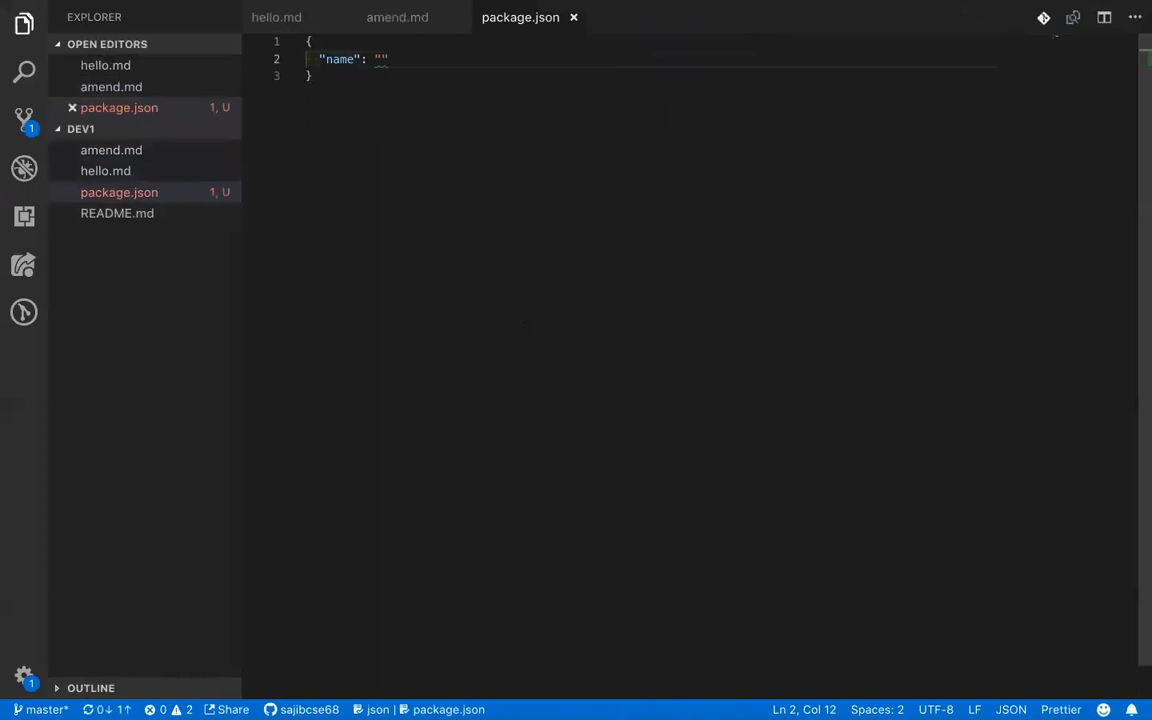 EXPLORER
OPEN EDITORS
hello.md
amend.md
package.json 1, U
DEV1
amend.md
hello.md
package.json 1, U
README.md
OUTLINE
hello.md amend.md package.json
1 {
2 "name": ""
3 }
1
1
master* 0↓ 1↑ 0 2 Share sajibcse68 json | package.json Ln 2, Col 12 Spaces: 2 UTF-8 LF JSON Prettier